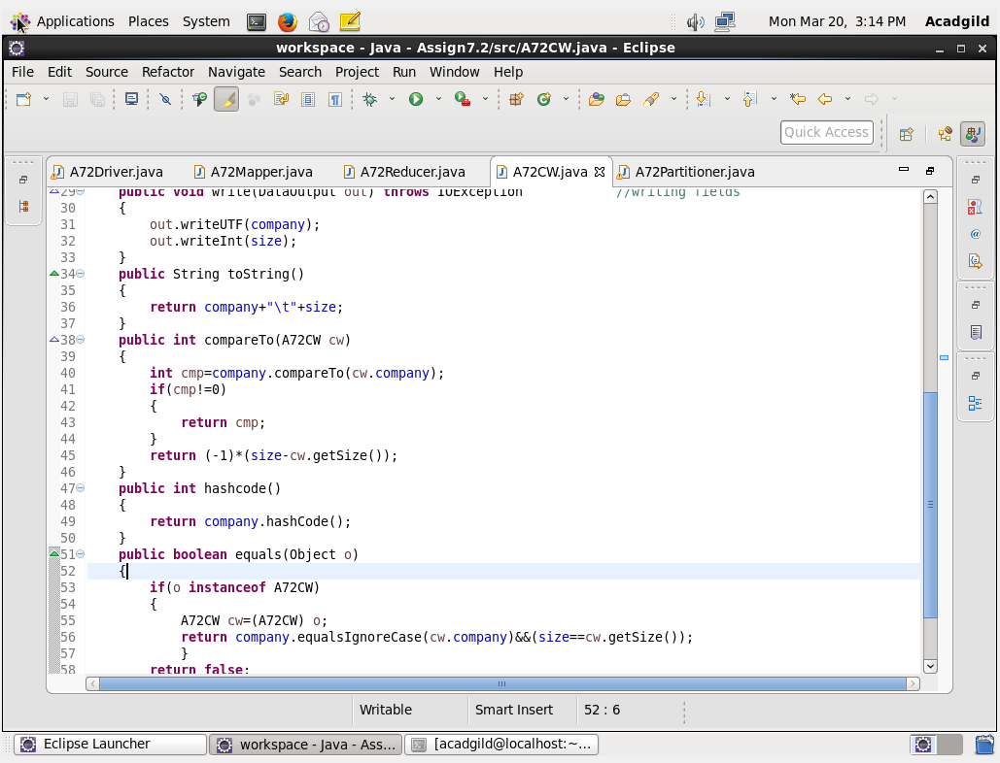 Applications Places System Mon Mar 20, 3:14 PM Acadgild
workspace - Java - Assign7.2/src/A72CW.java - Eclipse
File Edit Source Refactor Navigate Search Project Run Window Help
Quick Access
A72Driver.java A72Mapper.java A72Reducer.java A72CW.java A72Partitioner.java
29 public void write(DataOutput out) throws IOException //writing fields
30 {
31 out.writeUTF(company);
32 out.writeInt(size);
33 }
34 public String toString()
35 {
36 return company+"\t"+size;
37 }
38 public int compareTo(A72CW cw)
39 {
40 int cmp=company.compareTo(cw.company);
41 if(cmp!=0)
42 {
43 return cmp;
44 }
45 return (-1)*(size-cw.getSize());
46 }
47 public int hashcode()
48 {
49 return company.hashCode();
50 }
51 public boolean equals(Object o)
52 {
53 if(o instanceof A72CW)
54 {
55 A72CW cw=(A72CW) o;
56 return company.equalsIgnoreCase(cw.company)&&(size==cw.getSize());
57 }
58 return false;
Writable Smart Insert 52 : 6
Eclipse Launcher workspace - Java - Ass... [acadgild@localhost:~...